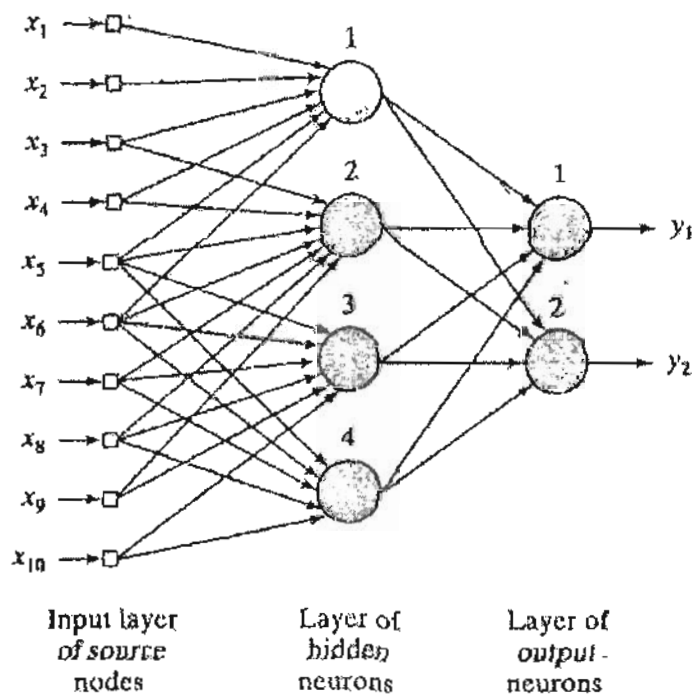 x1
x2
x3
x4
x5
x6
x7
x8
x9
x10
1
2
3
4
1
2
y1
y2
Input layer
of source
nodes
Layer of
hidden
neurons
Layer of
output-
neurons